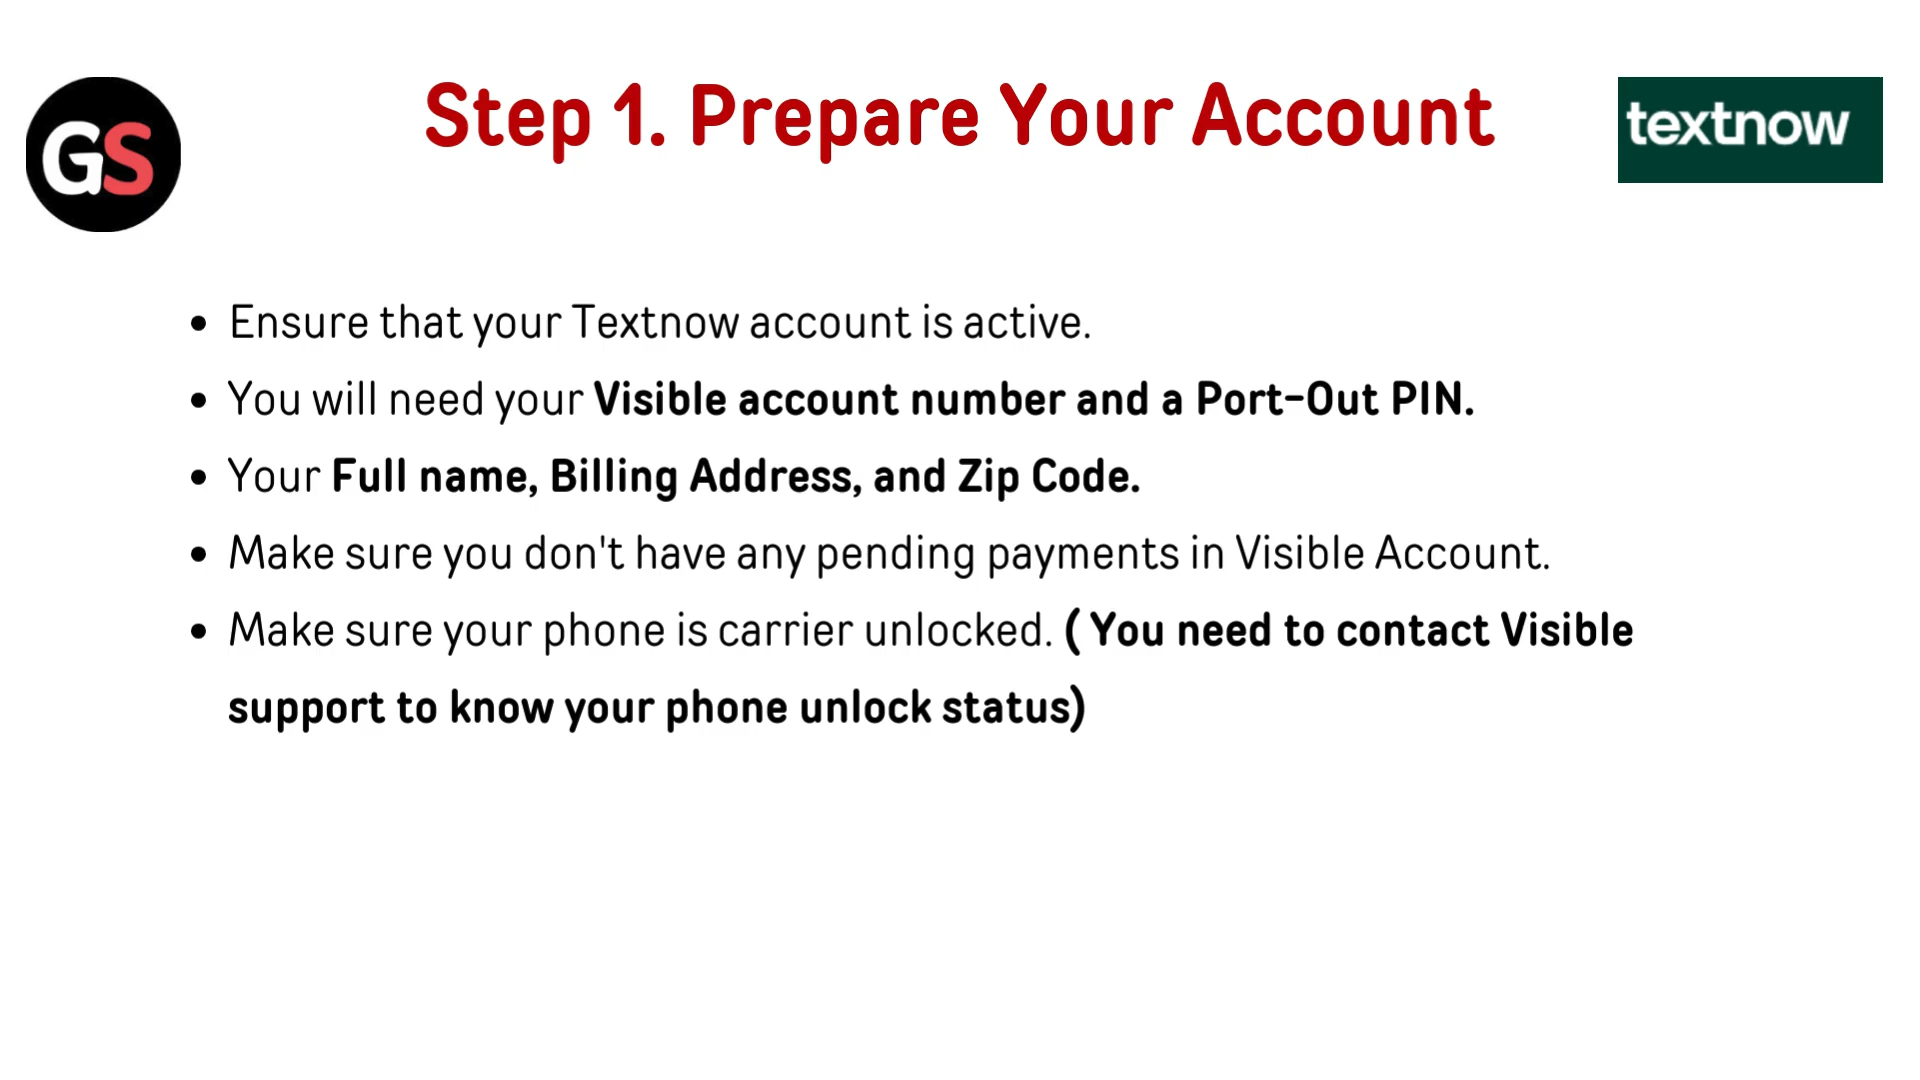 GS
Step 1. Prepare Your Account
textnow
• Ensure that your Textnow account is active.
• You will need your Visible account number and a Port-Out PIN.
• Your Full name, Billing Address, and Zip Code.
• Make sure you don't have any pending payments in Visible Account.
• Make sure your phone is carrier unlocked. ( You need to contact Visible
support to know your phone unlock status)